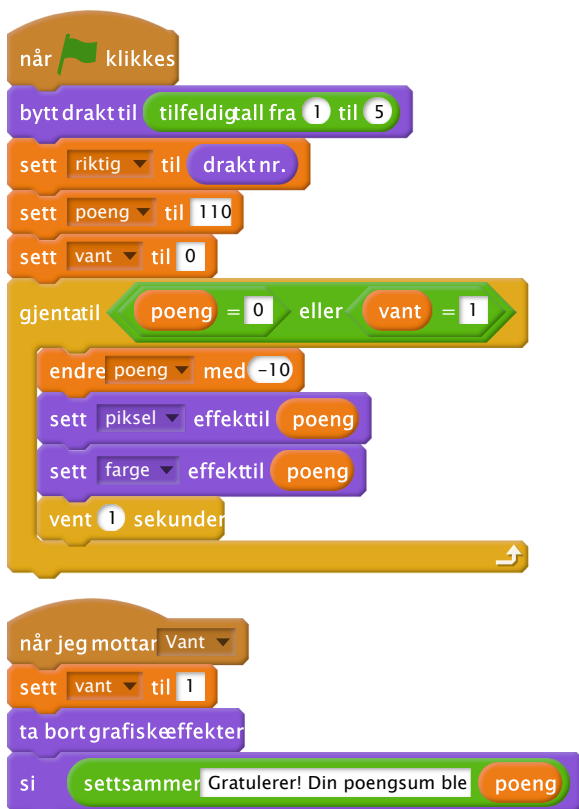 når klikkes
bytt drakt til tilfeldig tall fra 1 til 5
sett riktig til drakt nr.
sett poeng til 110
sett vant til 0
gjenta til poeng = 0 eller vant = 1
endre poeng med -10
sett piksel effekt til poeng
sett farge effekt til poeng
vent 1 sekunder
når jeg mottar Vant
sett vant til 1
ta bort grafiske effekter
si sett sammen Gratulerer! Din poengsum ble poeng